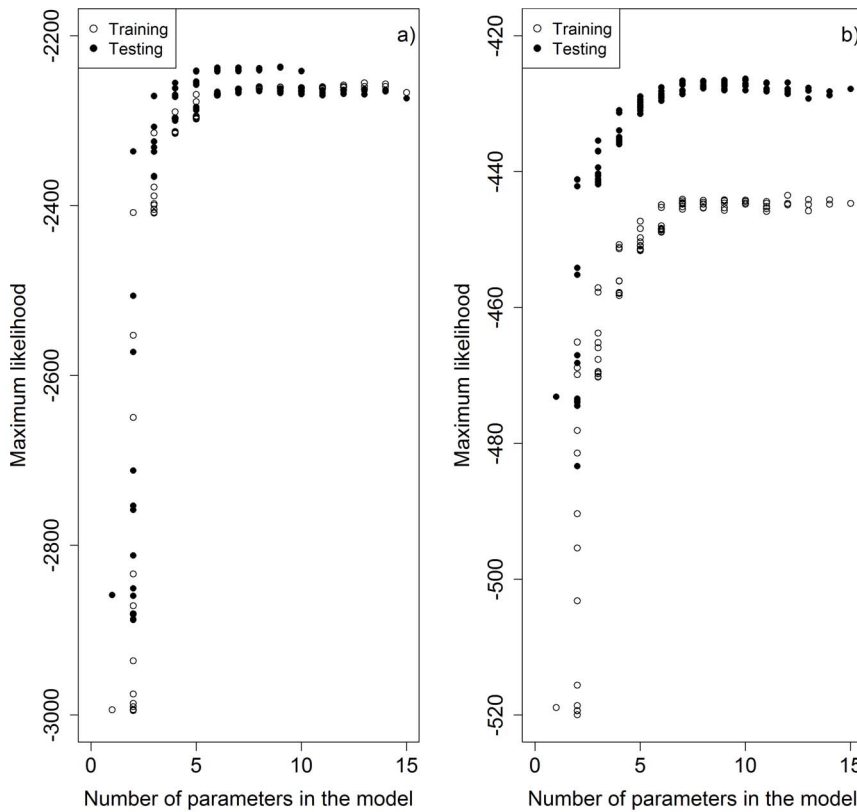 Training
Testing
a)
-2200
-2400
-2600
-2800
-3000
Maximum likelihood
0
5
10
15
Number of parameters in the model
Training
Testing
b)
-420
-440
-460
-480
-500
-520
Maximum likelihood
0
5
10
15
Number of parameters in the model